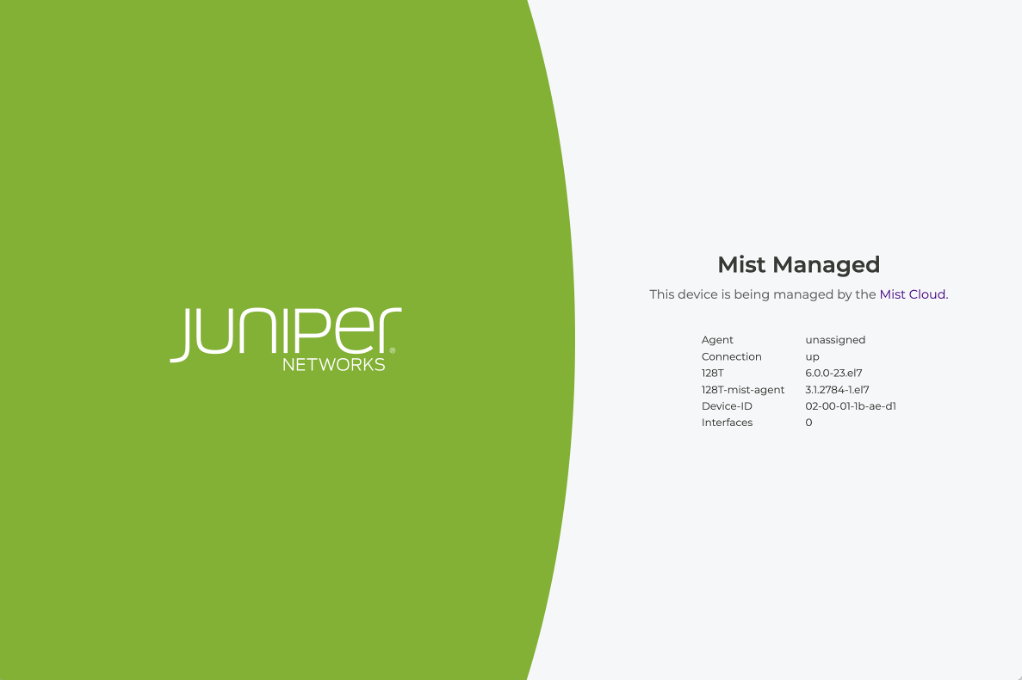 JUNIPer
NETWORKS
Mist Managed
This device is being managed by the Mist Cloud.
Agent unassigned
Connection up
128T 6.0.0-23.el7
128T-mist-agent 3.1.2784-1.el7
Device-ID 02-00-01-1b-ae-d1
Interfaces 0